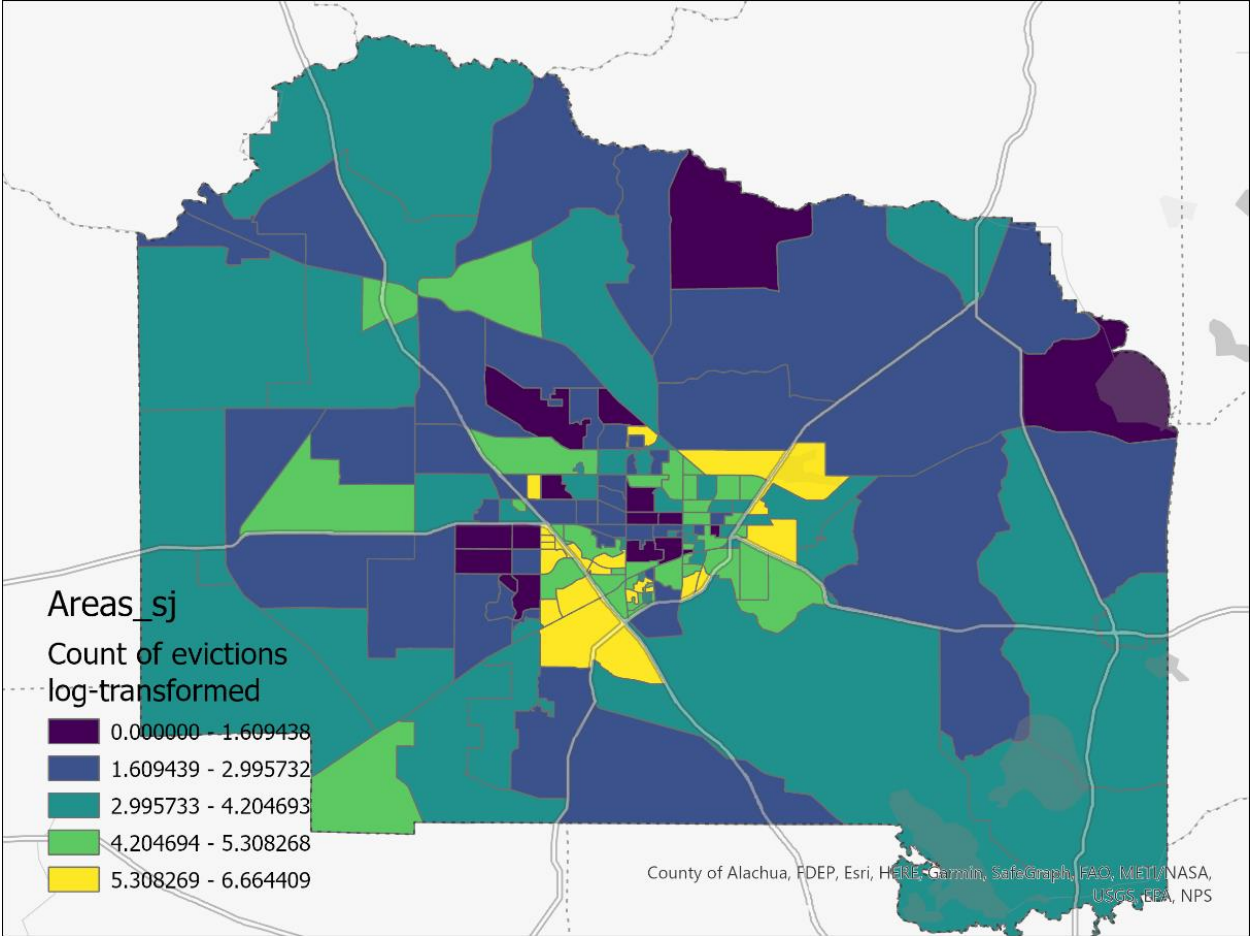 Areas_sj
Count of evictions
log-transformed
0.000000 - 1.609438
1.609439 - 2.995732
2.995733 - 4.204693
4.204694 - 5.308268
5.308269 - 6.664409
County of Alachua, FDEP, Esri, HERE, Garmin, SafeGraph, FAO, METI/NASA,
USGS, EPA, NPS